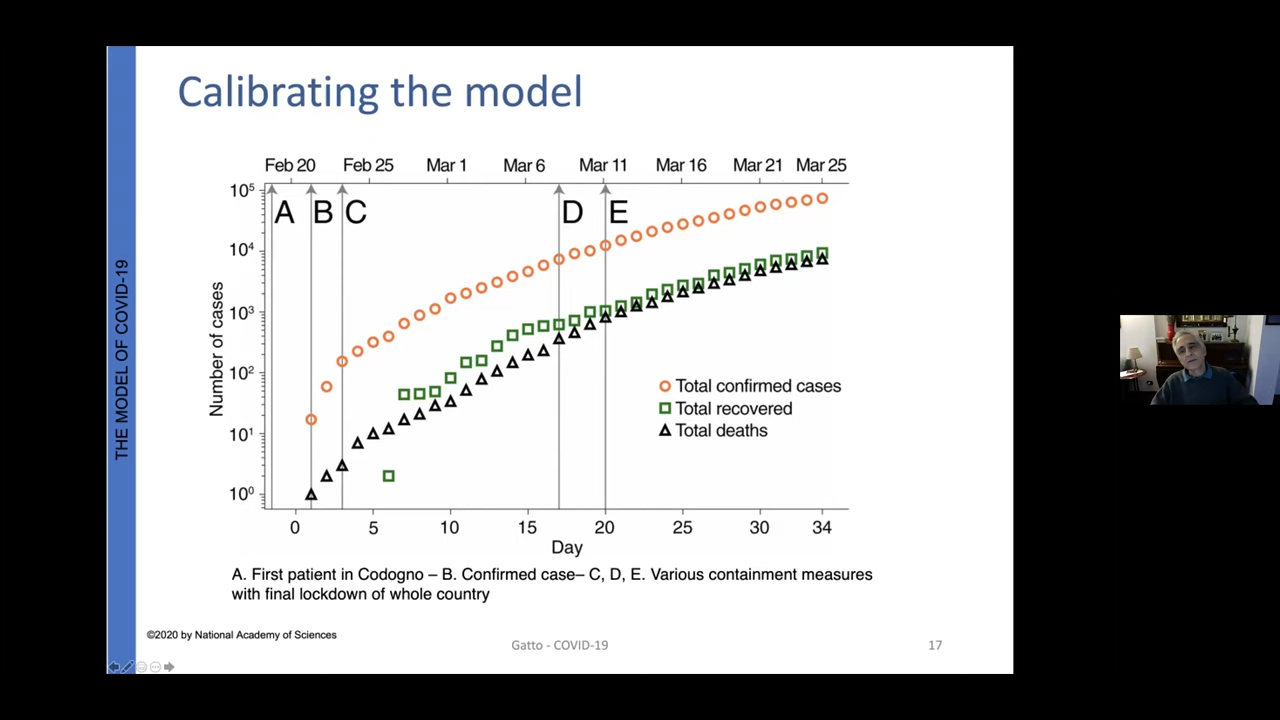 Calibrating the model
THE MODEL OF COVID-19
Feb 20 Feb 25 Mar 1 Mar 6 Mar 11 Mar 16 Mar 21 Mar 25
10⁵
A B C D E
10⁴
10³
10²
10¹
10⁰
Number of cases
Total confirmed cases
Total recovered
Total deaths
0 5 10 15 20 25 30 34
Day
A. First patient in Codogno – B. Confirmed case– C, D, E. Various containment measures
with final lockdown of whole country
©2020 by National Academy of Sciences
Gatto - COVID-19
17